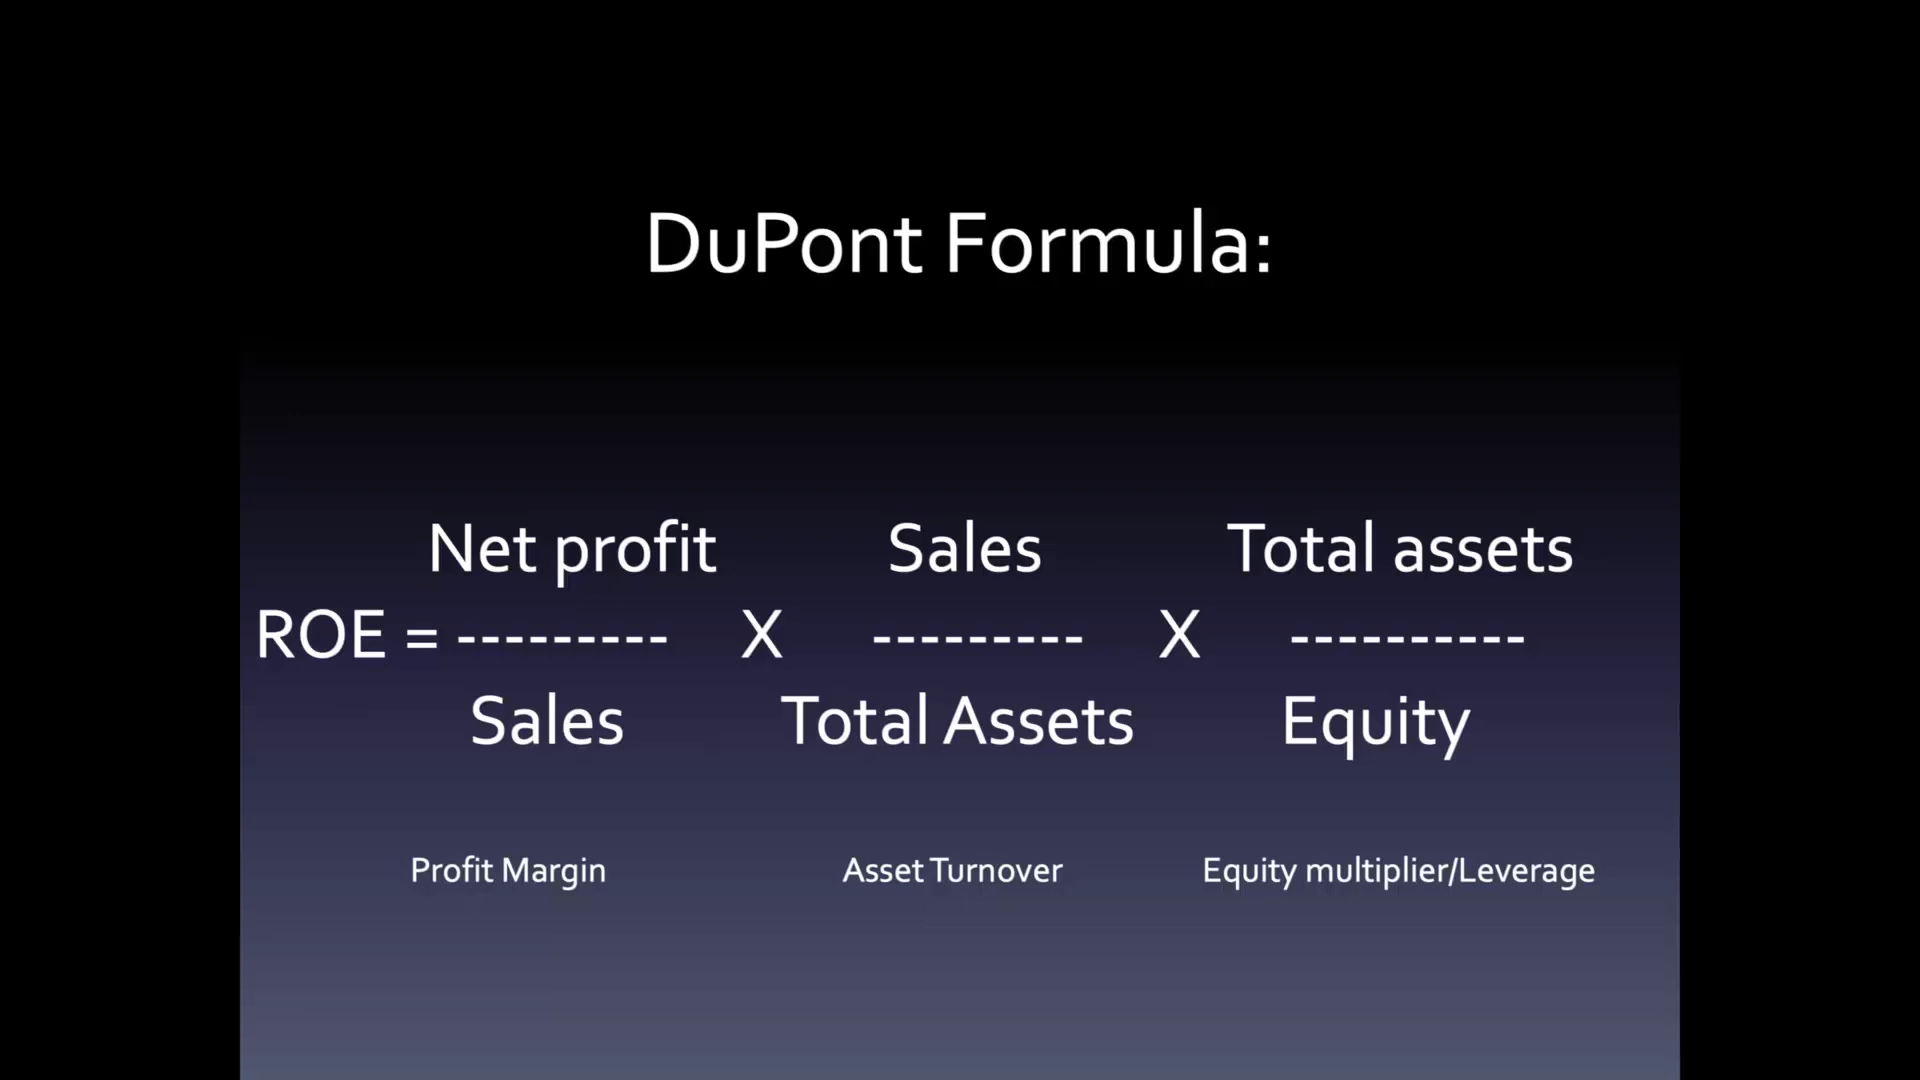 DuPont Formula:
Net profit Sales Total assets
ROE = --------- X --------- X ----------
Sales Total Assets Equity
Profit Margin Asset Turnover Equity multiplier/Leverage